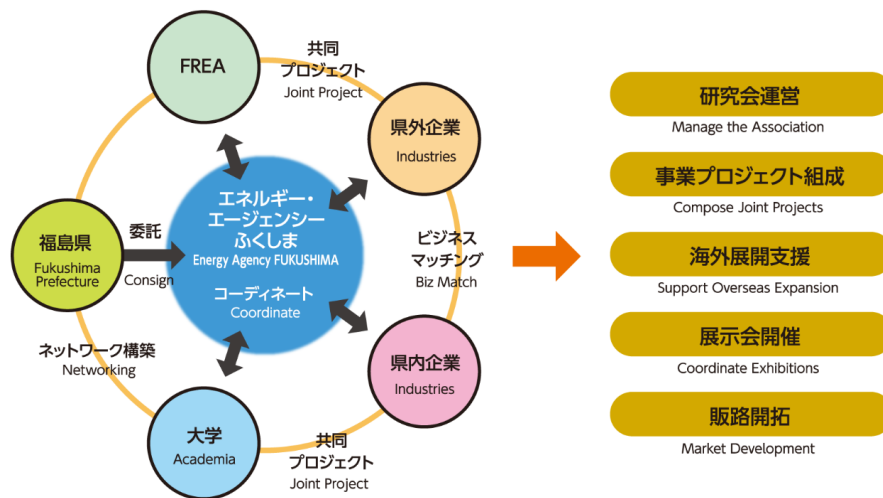 FREA
共同
プロジェクト
Joint Project
県外企業
Industries
エネルギー・
エージェンシー
ふくしま
Energy Agency FUKUSHIMA
コーディネート
Coordinate
福島県
Fukushima
Prefecture
委託
Consign
ビジネス
マッチング
Biz Match
ネットワーク構築
Networking
県内企業
Industries
大学
Academia
共同
プロジェクト
Joint Project
研究会運営
Manage the Association
事業プロジェクト組成
Compose Joint Projects
海外展開支援
Support Overseas Expansion
展示会開催
Coordinate Exhibitions
販路開拓
Market Development